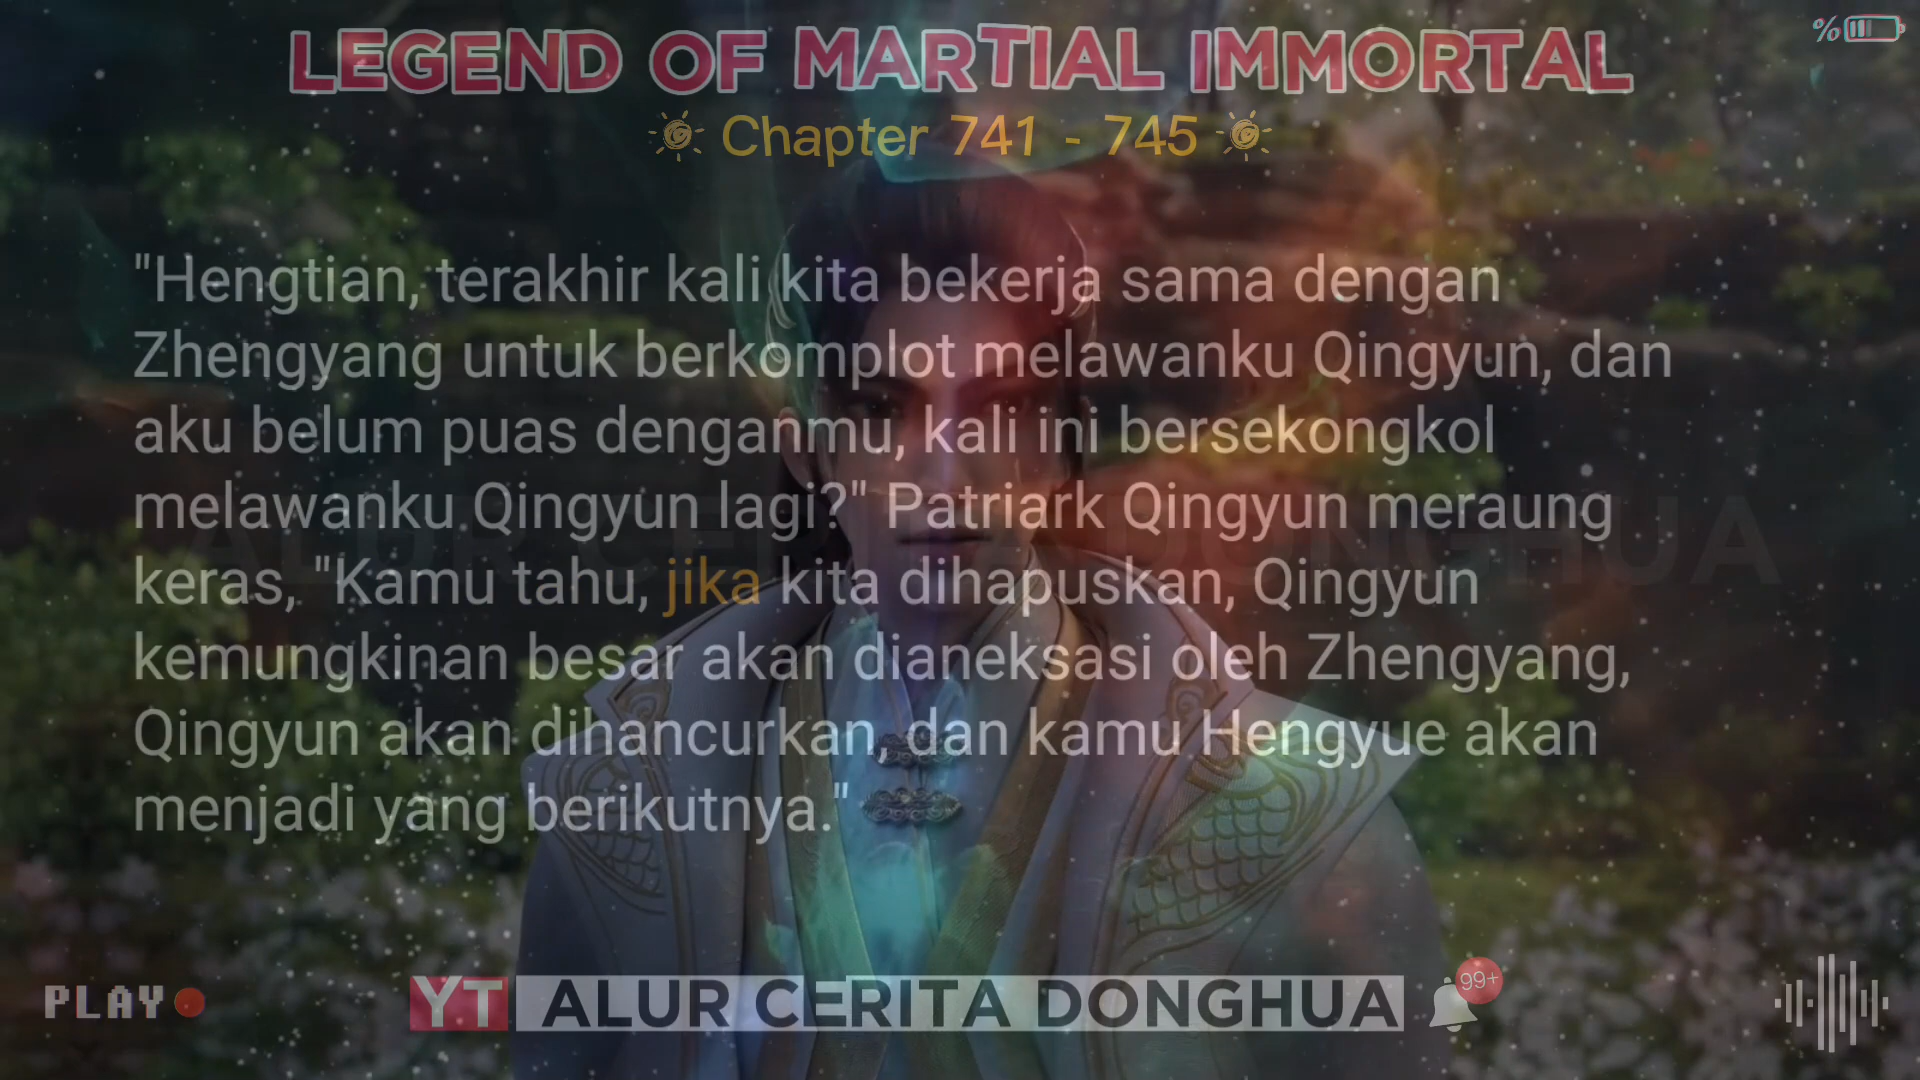 LEGEND OF MARTIAL IMMORTAL
%
Chapter 741 - 745
"Hengtian, terakhir kali kita bekerja sama dengan
Zhengyang untuk berkomplot melawanku Qingyun, dan
aku belum puas denganmu, kali ini bersekongkol
melawanku Qingyun lagi?" Patriark Qingyun meraung
keras, "Kamu tahu, jika kita dihapuskan, Qingyun
kemungkinan besar akan dianeksasi oleh Zhengyang,
Qingyun akan dihancurkan, dan kamu Hengyue akan
menjadi yang berikutnya."
ALUR CERITA DONGHUA
PLAY
YT ALUR CERITA DONGHUA
99+